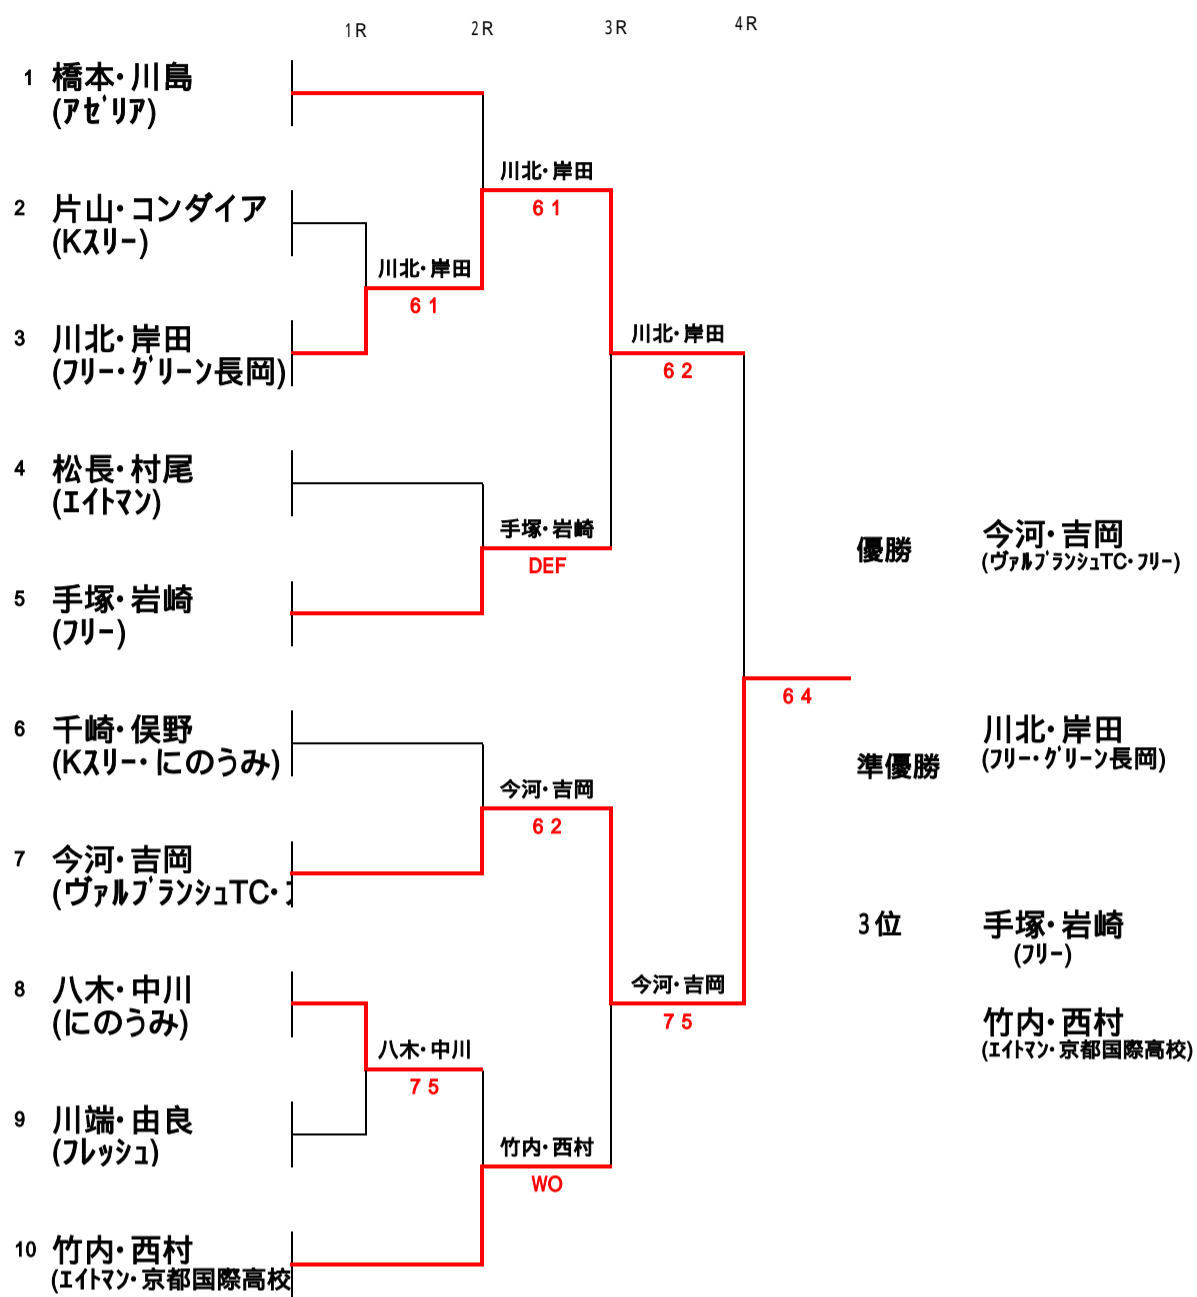 1R 2R 3R 4R
1 橋本・川島
(ｱｾﾞﾘｱ)
川北・岸田
6 1
2 片山・コンダイア
(Kｽﾘｰ)
川北・岸田
6 1
3 川北・岸田
(ﾌﾘｰ・ｸﾞﾘｰﾝ長岡)
川北・岸田
6 2
4 松長・村尾
(ｴｲﾄﾏﾝ)
手塚・岩崎
DEF
5 手塚・岩崎
(ﾌﾘｰ)
6 千崎・俣野
(Kｽﾘｰ・にのうみ)
今河・吉岡
6 2
7 今河・吉岡
(ヴｧﾙﾌﾞﾗﾝｼｭTC・
6 4
8 八木・中川
(にのうみ)
今河・吉岡
7 5
八木・中川
7 5
9 川端・由良
(ﾌﾚｯｼｭ)
竹内・西村
WO
10 竹内・西村
(ｴｲﾄﾏﾝ・京都国際高校
優勝 今河・吉岡
(ヴｧﾙﾌﾞﾗﾝｼｭTC・ﾌﾘｰ)
準優勝 川北・岸田
(ﾌﾘｰ・ｸﾞﾘｰﾝ長岡)
3位 手塚・岩崎
(ﾌﾘｰ)
竹内・西村
(ｴｲﾄﾏﾝ・京都国際高校)